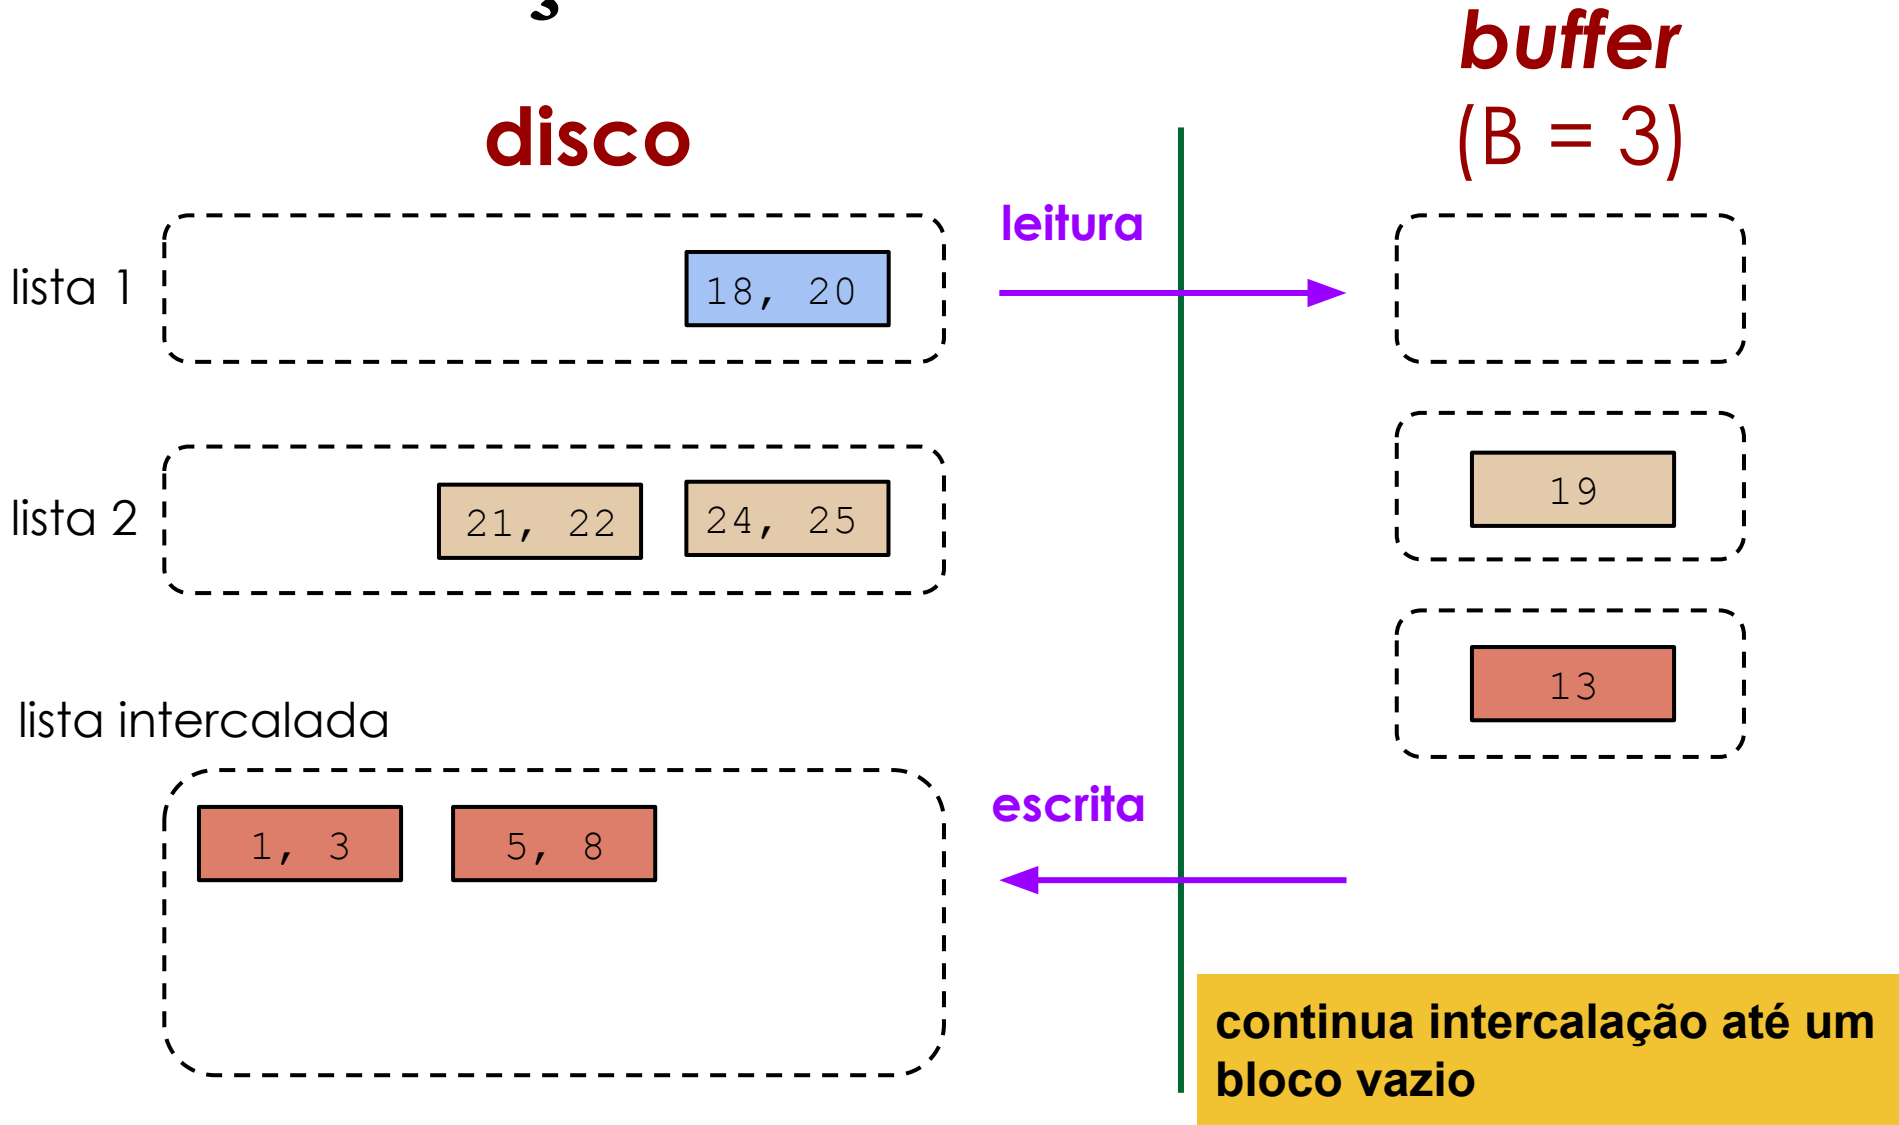 buffer
(B = 3)
disco
leitura
lista 1
18, 20
lista 2
21, 22
24, 25
19
13
lista intercalada
1, 3
5, 8
escrita
continua intercalação até um
bloco vazio